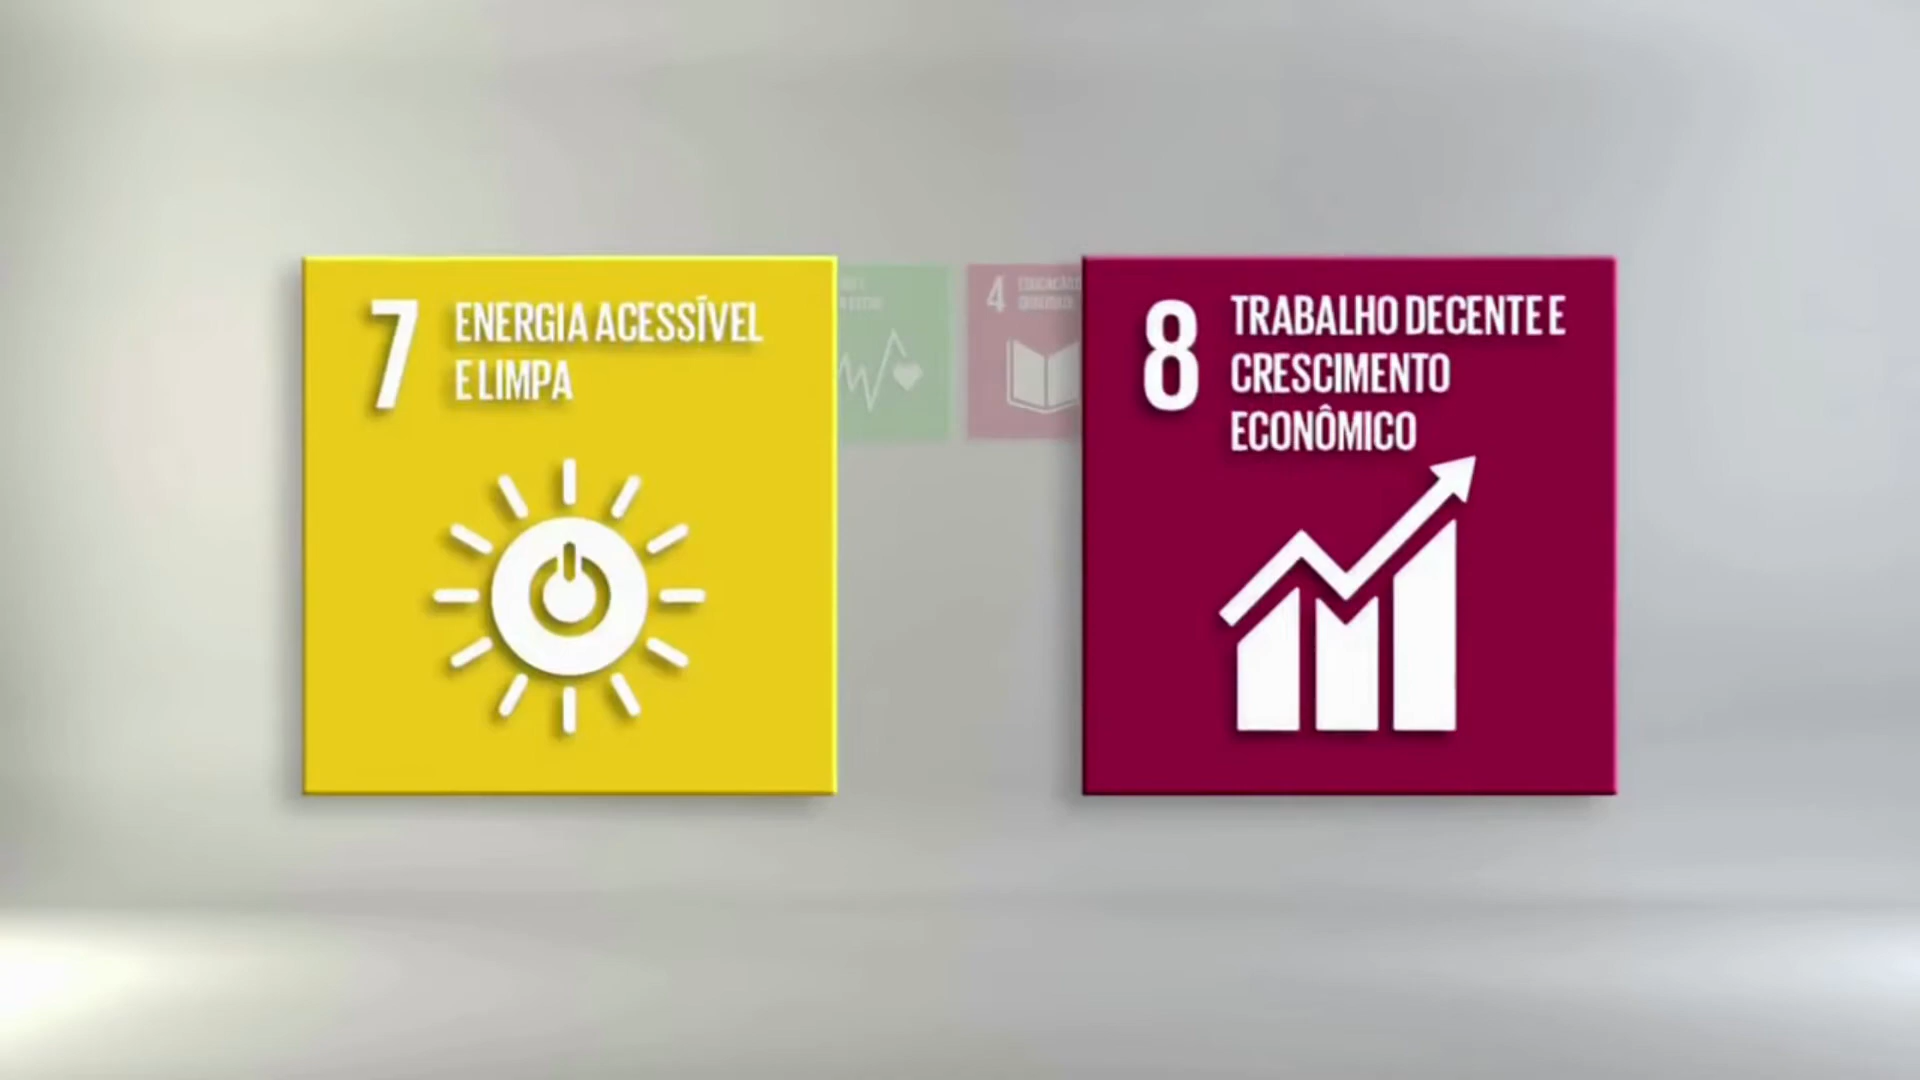 7
ENERGIA ACESSÍVEL
E LIMPA
4
8
TRABALHO DECENTE E
CRESCIMENTO
ECONÔMICO